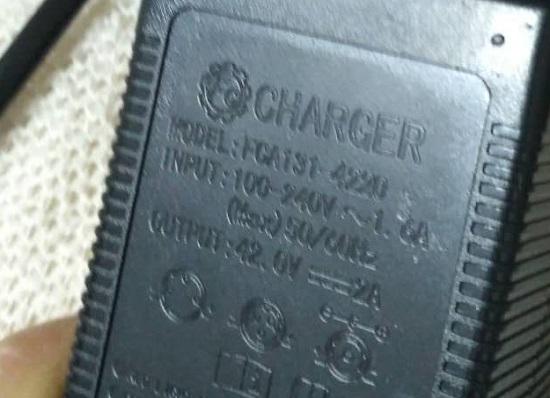 CHARGER
MODEL: FCA131-4220
INPUT: 100-240V～1.6A
(Max) 50/60Hz
OUTPUT: 42.0V⎓2A